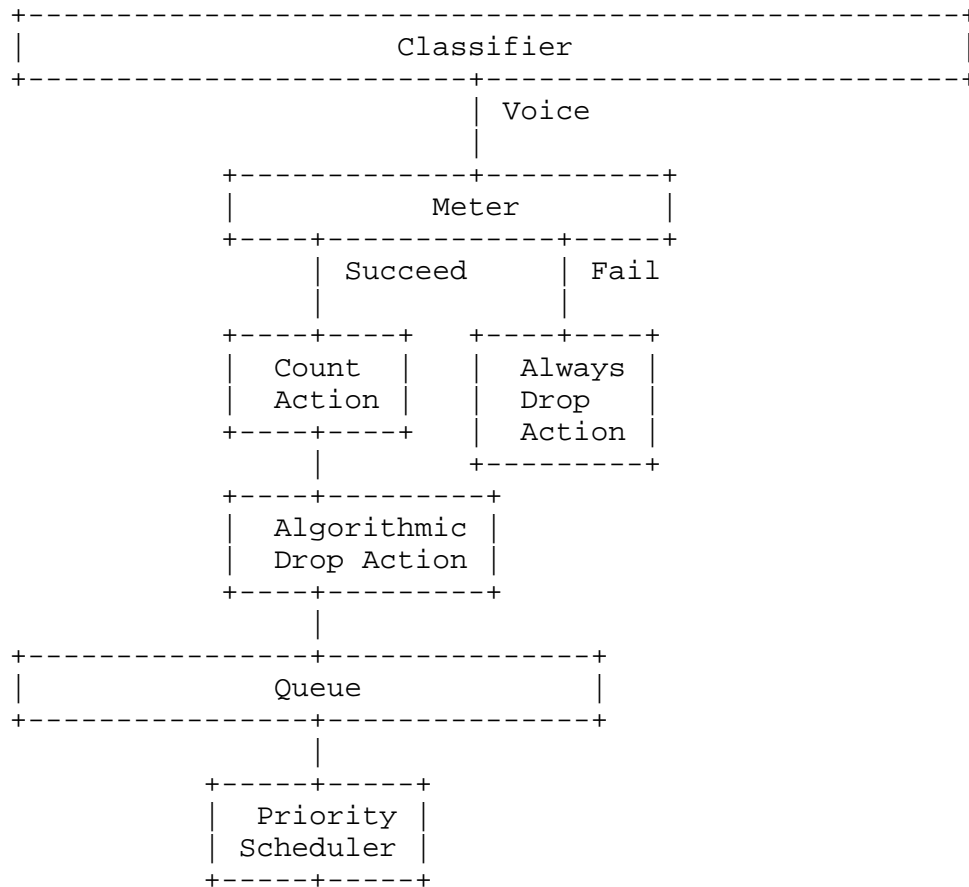 Classifier
Voice
Meter
Succeed Fail
Count Always
Action Drop
Action
Algorithmic
Drop Action
Queue
Priority
Scheduler